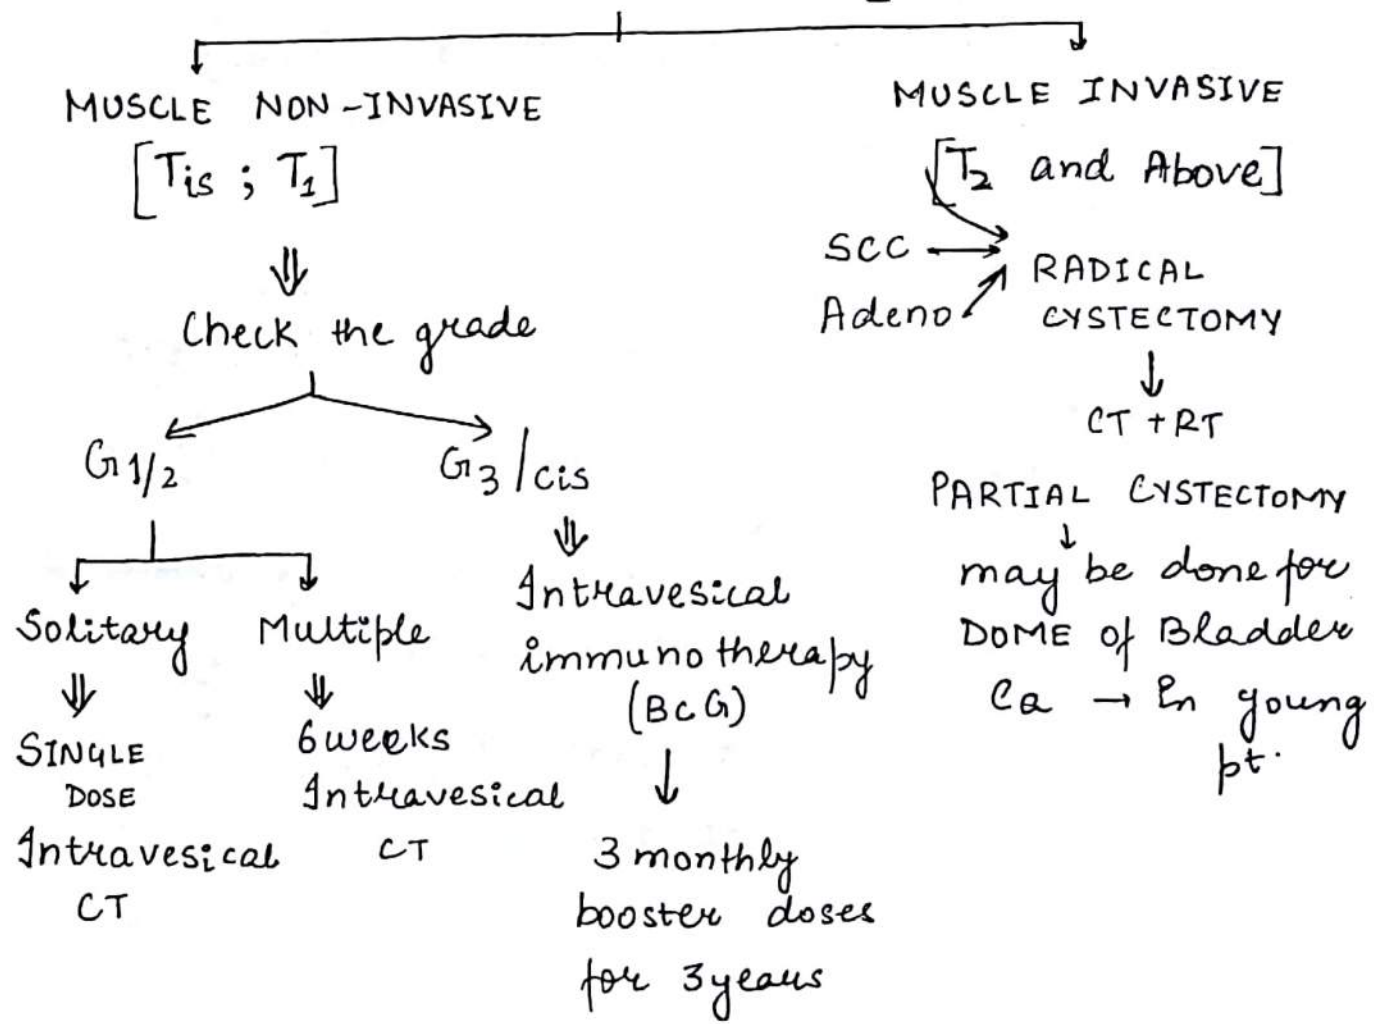 MUSCLE NON-INVASIVE
[Tis ; T1]
Check the grade
G1/2
G3/cis
Solitary
SINGLE
DOSE
Intravesical
CT
Multiple
6 weeks
Intravesical
CT
Intravesical
immunotherapy
(BCG)
3 monthly
booster doses
for 3 years
MUSCLE INVASIVE
[T2 and Above]
SCC
Adeno
RADICAL
CYSTECTOMY
CT + RT
PARTIAL CYSTECTOMY
may be done for
DOME of Bladder
Ca → In young
pt.